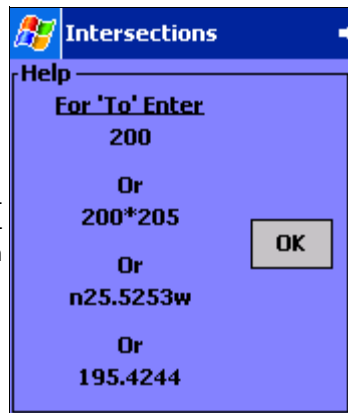 Intersections
Help
For 'To' Enter
200
Or
200*205
OK
Or
n25.5253w
Or
195.4244